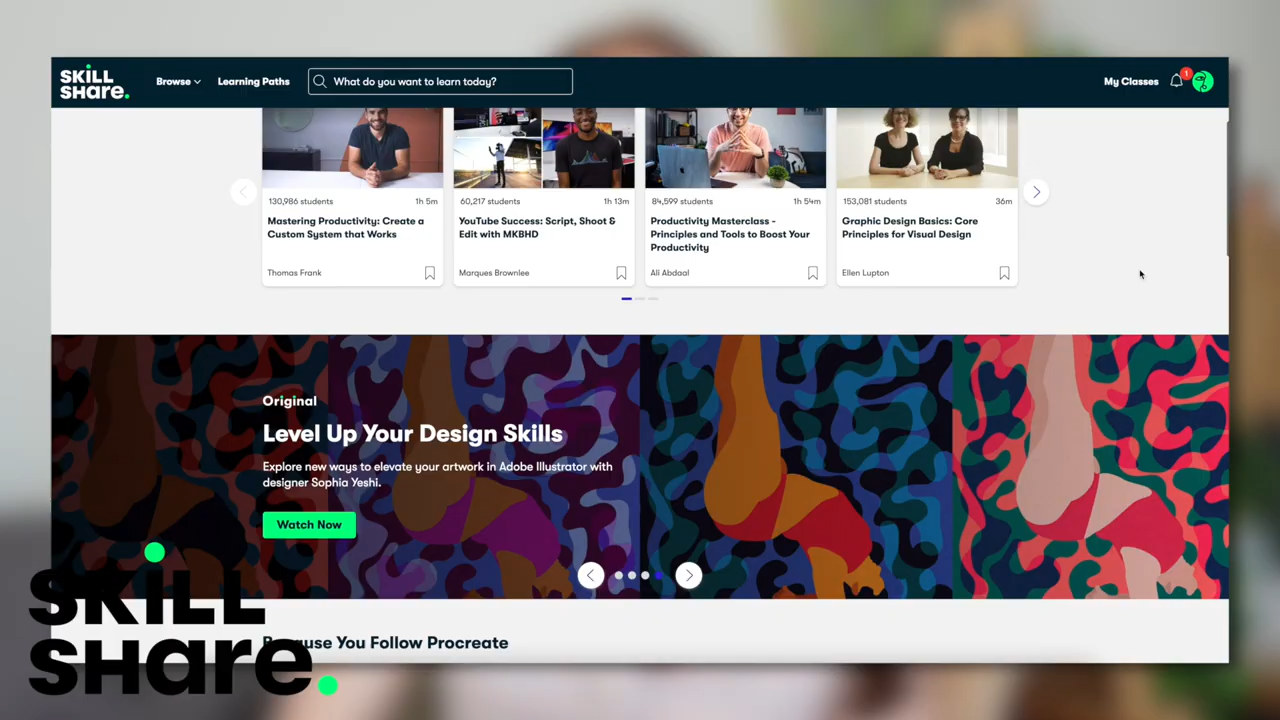 SKILL
SHARE.
Browse
Learning Paths
What do you want to learn today?
My Classes
1
130,986 students
1h 5m
Mastering Productivity: Create a
Custom System that Works
Thomas Frank
60,217 students
1h 13m
YouTube Success: Script, Shoot &
Edit with MKBHD
Marques Brownlee
84,599 students
1h 54m
Productivity Masterclass -
Principles and Tools to Boost Your
Productivity
Ali Abdaal
153,081 students
36m
Graphic Design Basics: Core
Principles for Visual Design
Ellen Lupton
Original
Level Up Your Design Skills
Explore new ways to elevate your artwork in Adobe Illustrator with
designer Sophia Yeshi.
Watch Now
Because You Follow Procreate
SKILL
SHARE.